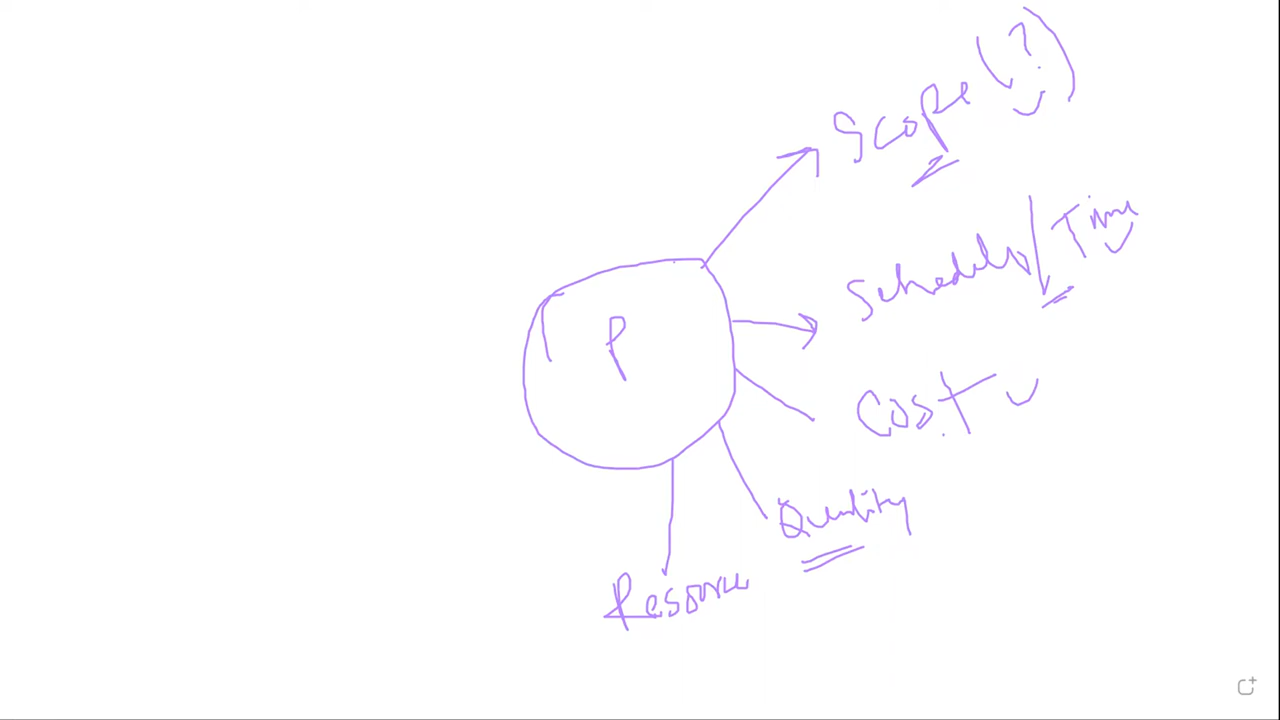 Scope (?)
Schedule / Time
P
Cost
Quality
Resource